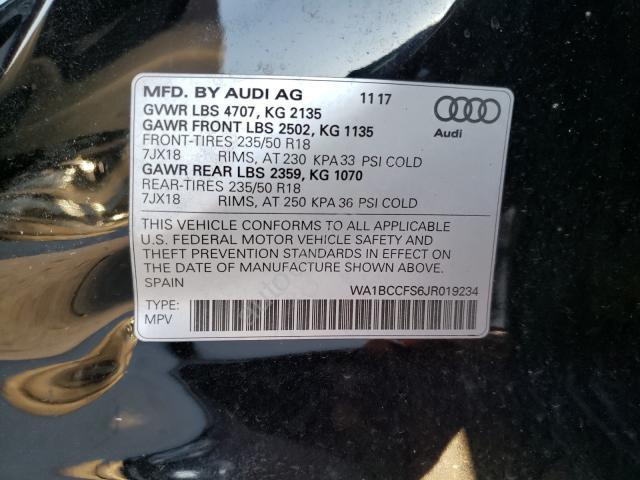 MFD. BY AUDI AG 11 17
GVWR LBS 4707, KG 2135
GAWR FRONT LBS 2502, KG 1135
FRONT-TIRES 235/50 R18
7JX18 RIMS, AT 230 KPA 33 PSI COLD
GAWR REAR LBS 2359, KG 1070
REAR-TIRES 235/50 R18
7JX18 RIMS, AT 250 KPA 36 PSI COLD
Audi
THIS VEHICLE CONFORMS TO ALL APPLICABLE
U.S. FEDERAL MOTOR VEHICLE SAFETY AND
THEFT PREVENTION STANDARDS IN EFFECT ON
THE DATE OF MANUFACTURE SHOWN ABOVE.
SPAIN WA1BCCFS6JR019234
TYPE:
MPV